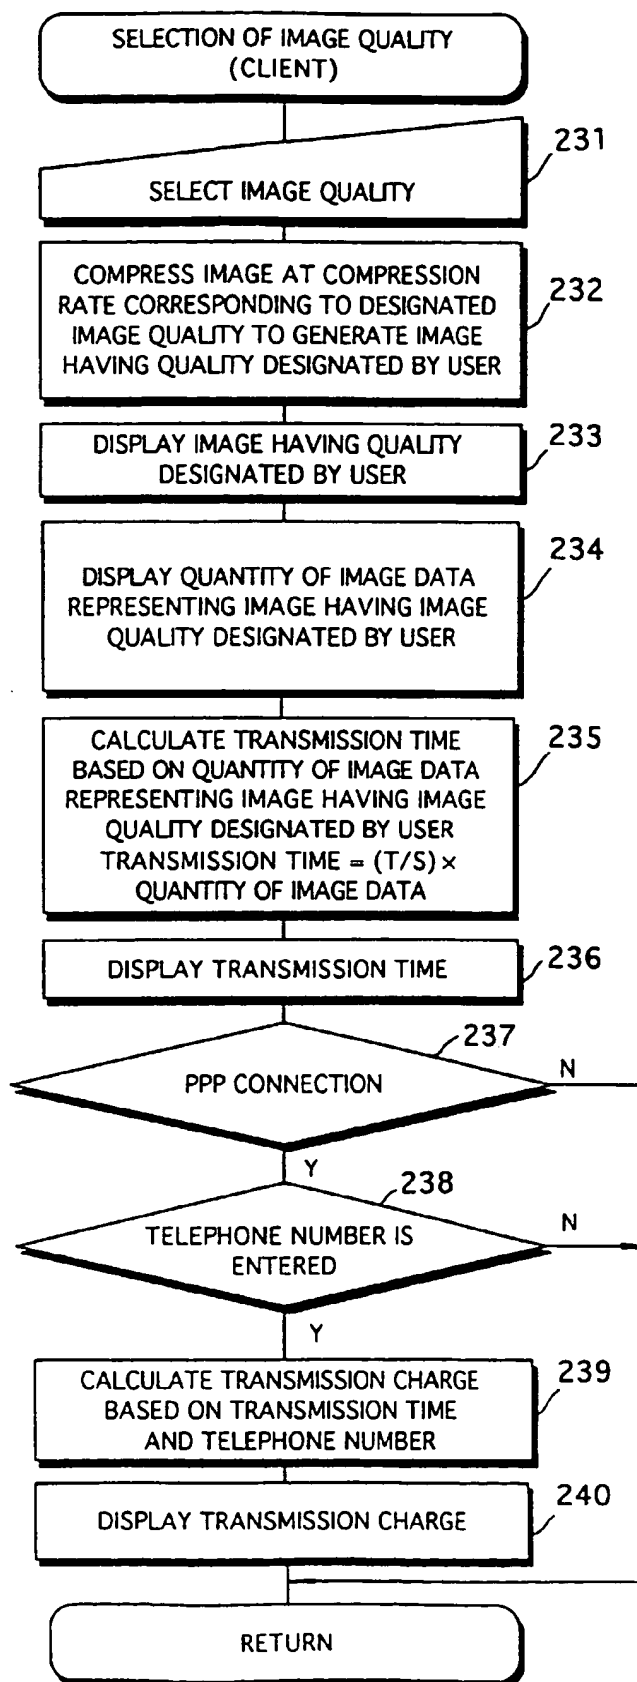 SELECTION OF IMAGE QUALITY
(CLIENT)
231
SELECT IMAGE QUALITY
232
COMPRESS IMAGE AT COMPRESSION
RATE CORRESPONDING TO DESIGNATED
IMAGE QUALITY TO GENERATE IMAGE
HAVING QUALITY DESIGNATED BY USER
233
DISPLAY IMAGE HAVING QUALITY
DESIGNATED BY USER
234
DISPLAY QUANTITY OF IMAGE DATA
REPRESENTING IMAGE HAVING IMAGE
QUALITY DESIGNATED BY USER
235
CALCULATE TRANSMISSION TIME
BASED ON QUANTITY OF IMAGE DATA
REPRESENTING IMAGE HAVING IMAGE
QUALITY DESIGNATED BY USER
TRANSMISSION TIME = (T/S) ×
QUANTITY OF IMAGE DATA
236
DISPLAY TRANSMISSION TIME
237
PPP CONNECTION
N
Y
238
TELEPHONE NUMBER IS
ENTERED
N
Y
239
CALCULATE TRANSMISSION CHARGE
BASED ON TRANSMISSION TIME
AND TELEPHONE NUMBER
240
DISPLAY TRANSMISSION CHARGE
RETURN